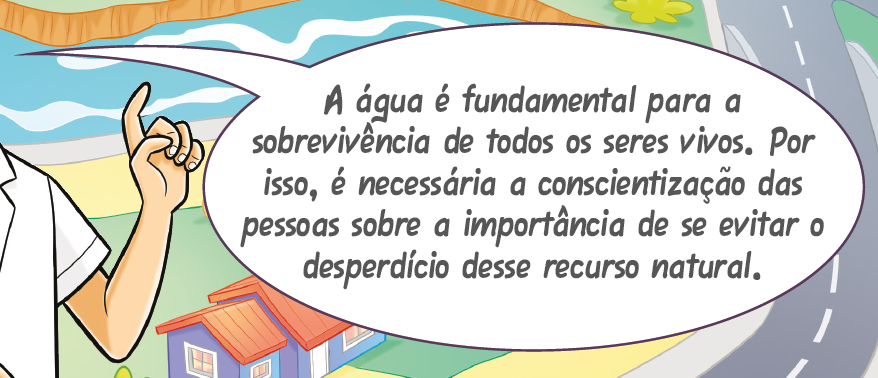 A água é fundamental para a
sobrevivência de todos os seres vivos. Por
isso, é necessária a conscientização das
pessoas sobre a importância de se evitar o
desperdício desse recurso natural.